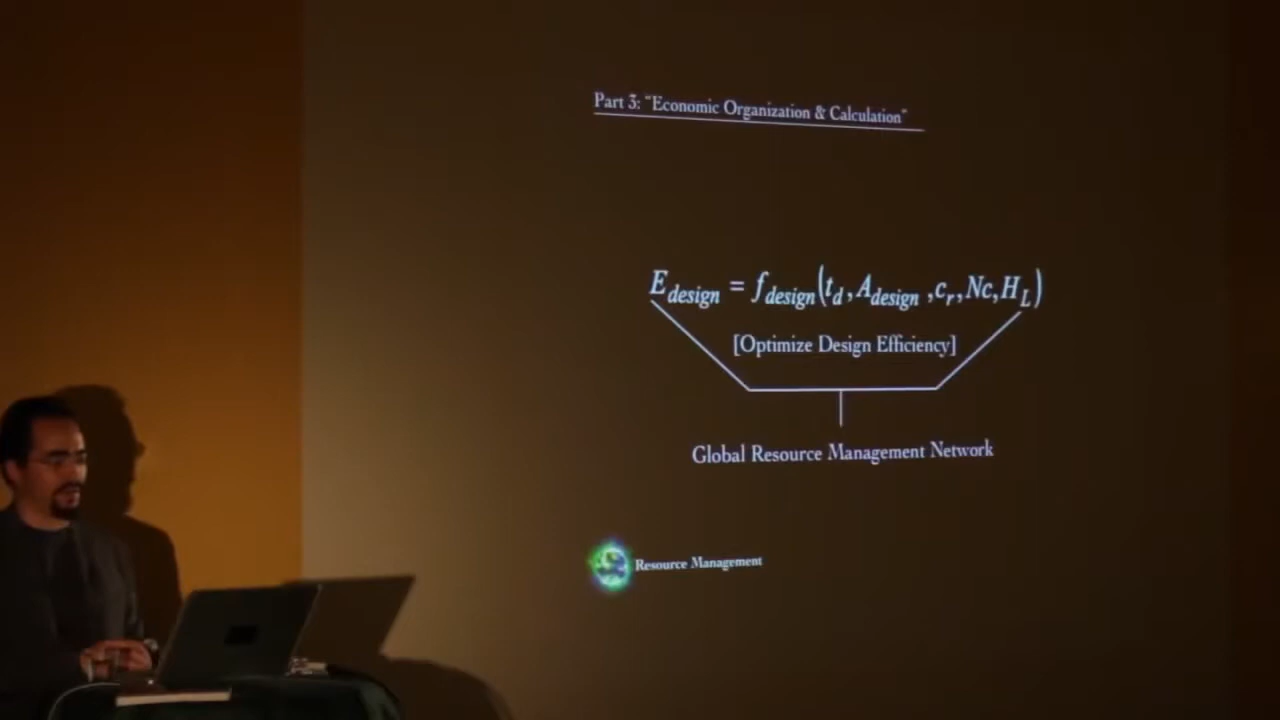 Part 3: "Economic Organization & Calculation"
E_design = f_design(t_d, A_design, c_r, Nc, H_L)
[Optimize Design Efficiency]
Global Resource Management Network
Resource Management